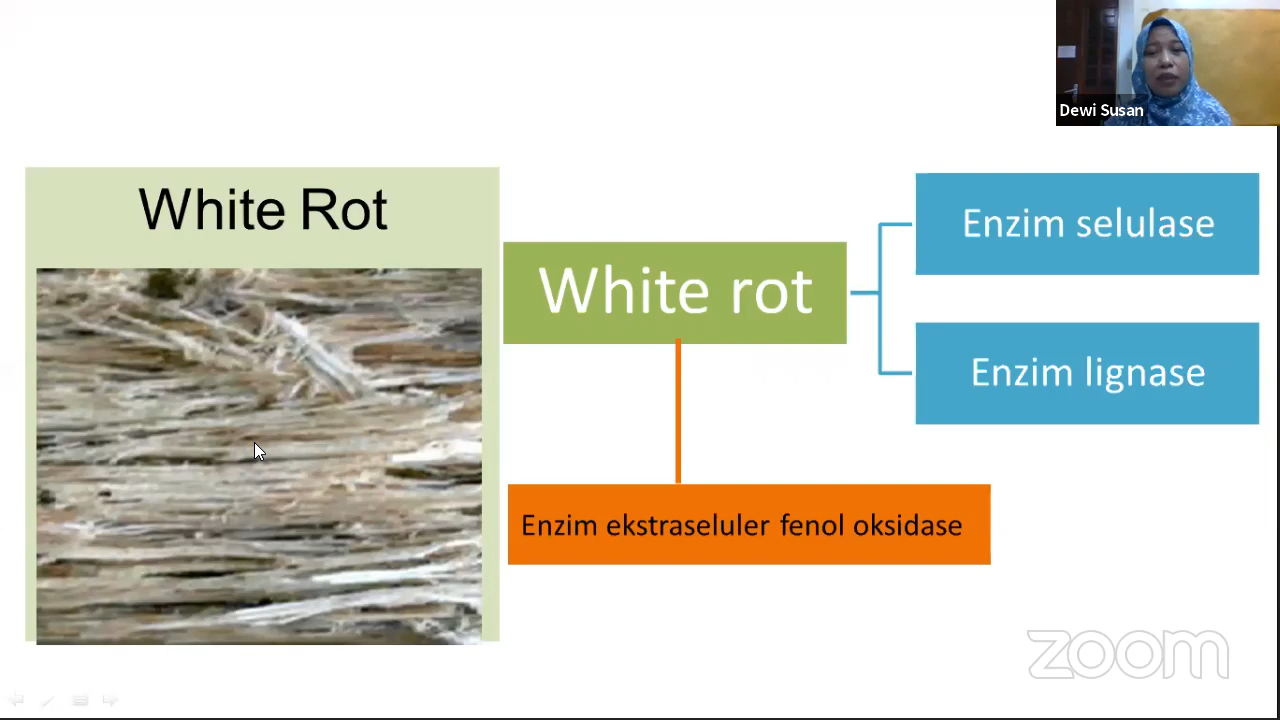 Dewi Susan
White Rot
White rot
Enzim selulase
Enzim lignase
Enzim ekstraseluler fenol oksidase
zoom